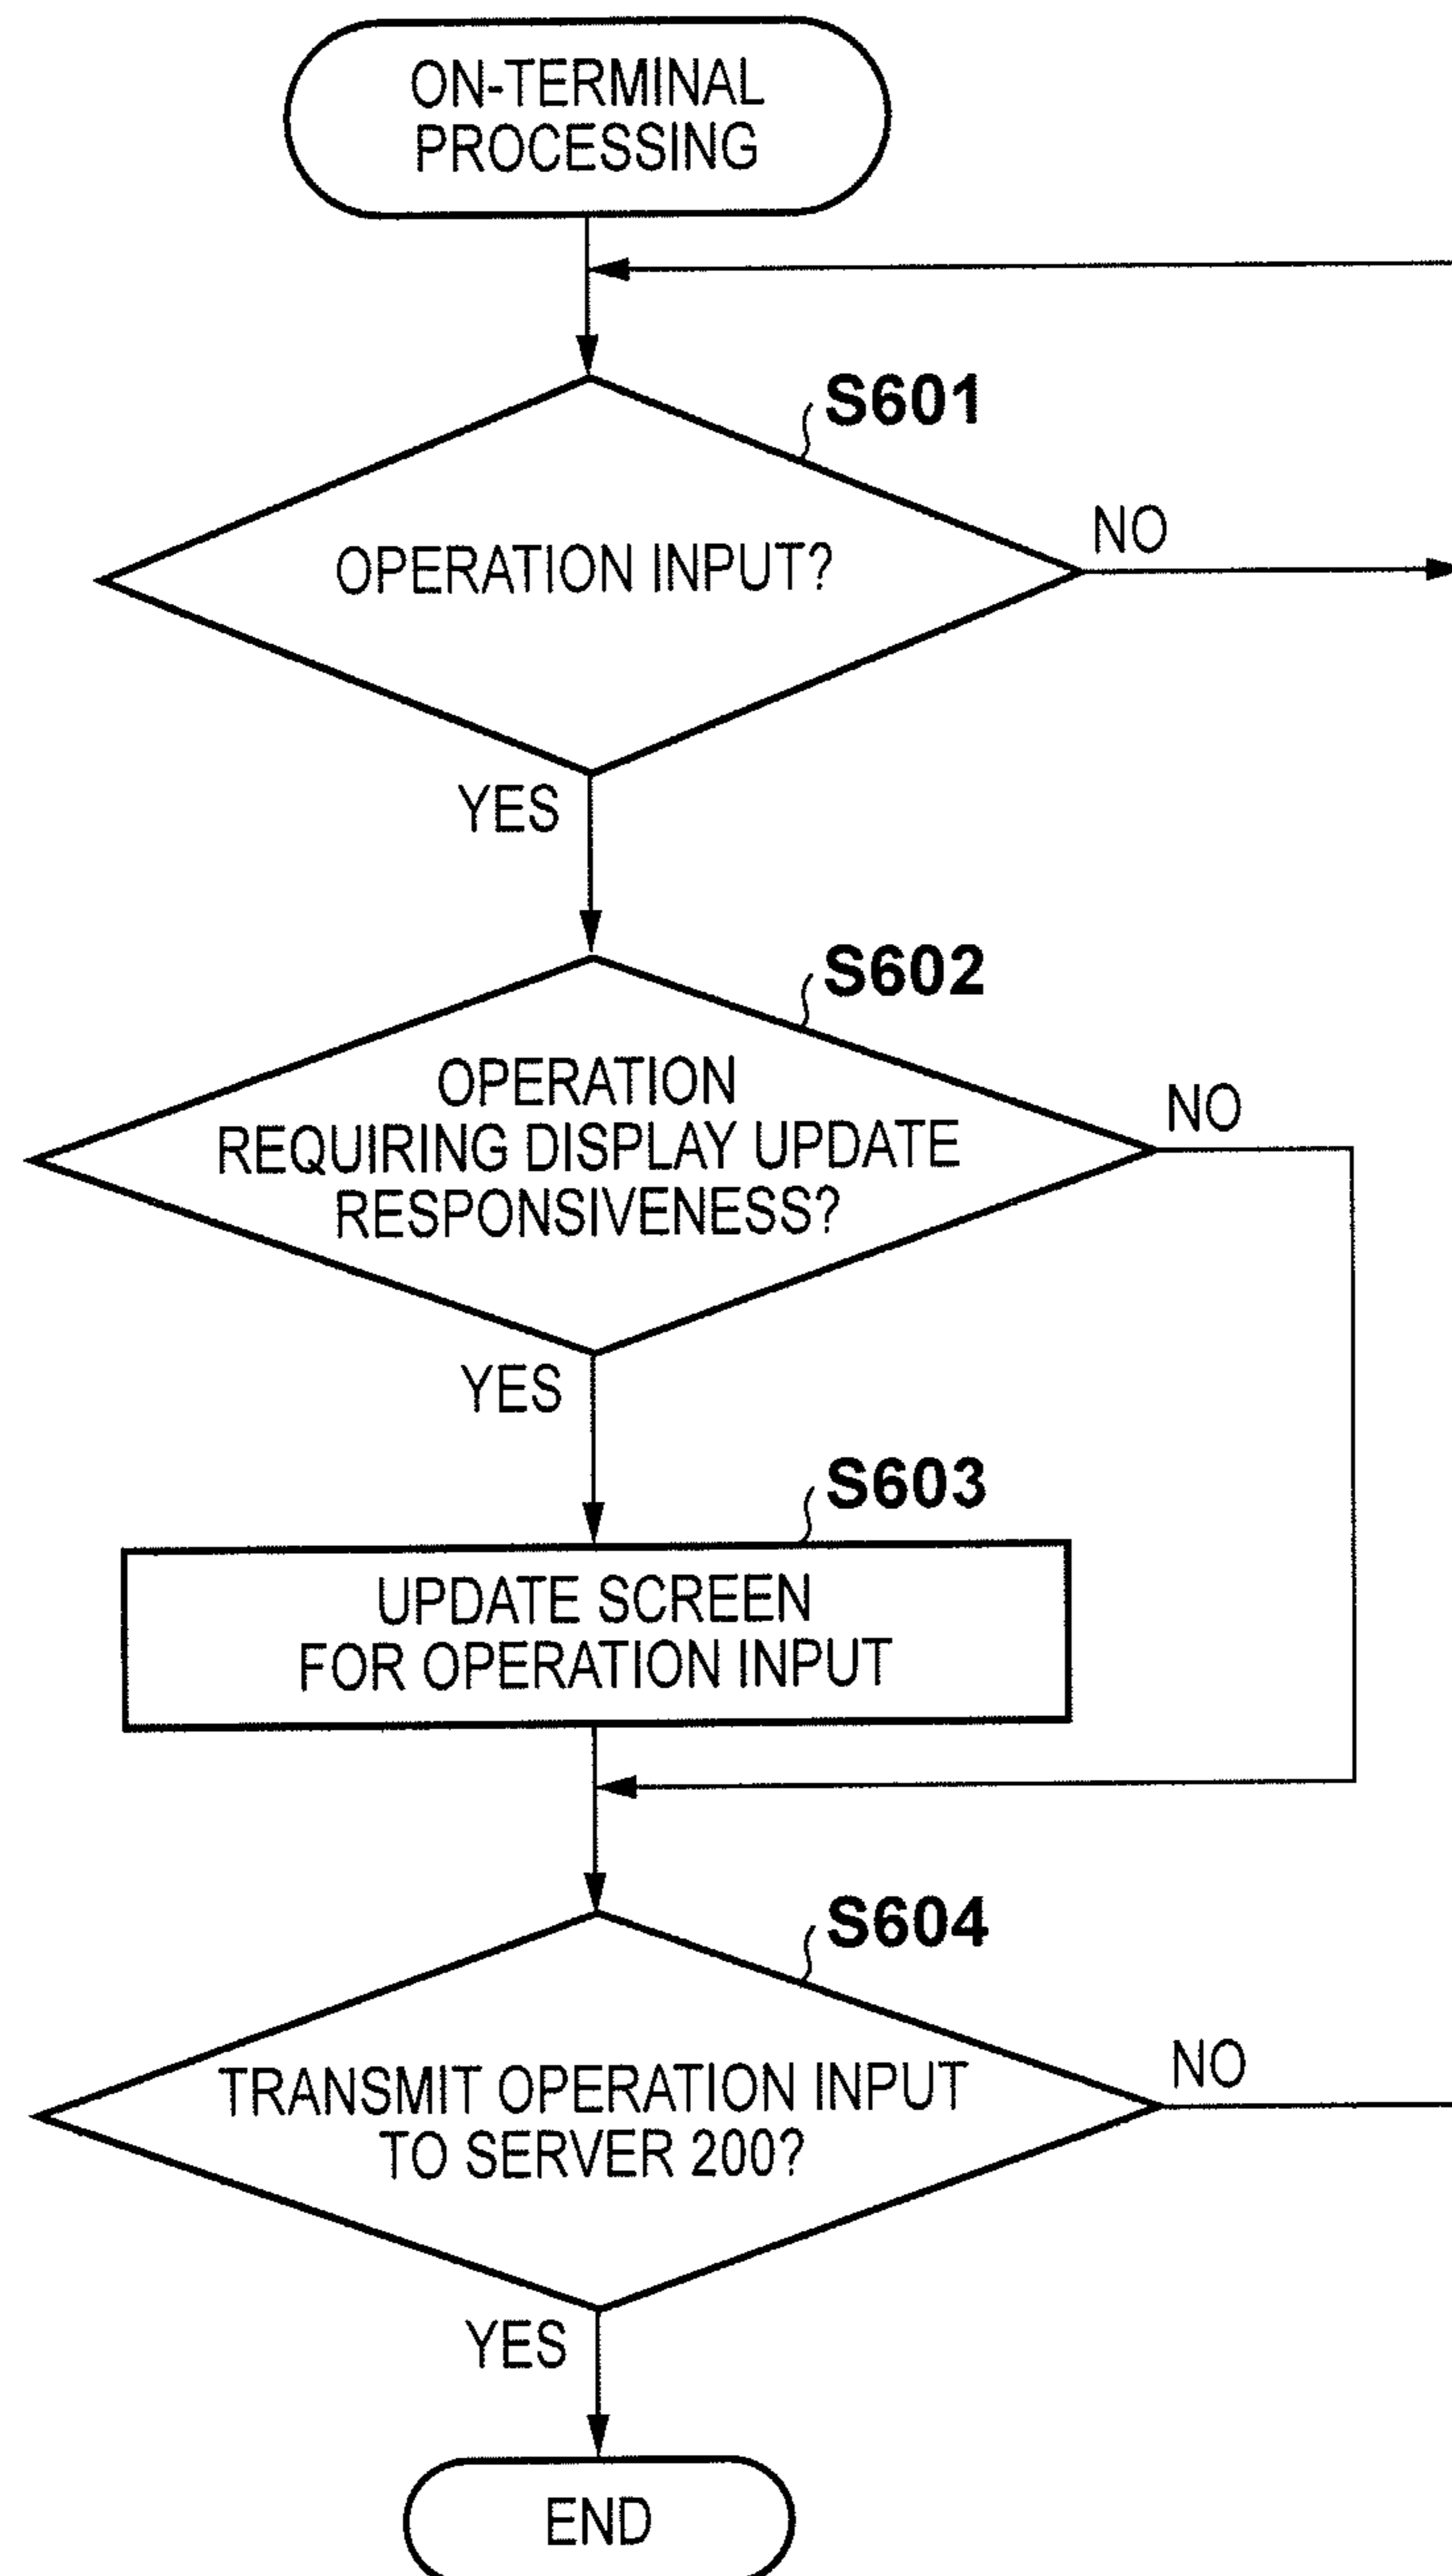 ON-TERMINAL
PROCESSING
S601
OPERATION INPUT?
NO
YES
S602
OPERATION
REQUIRING DISPLAY UPDATE
RESPONSIVENESS?
NO
YES
S603
UPDATE SCREEN
FOR OPERATION INPUT
S604
TRANSMIT OPERATION INPUT
TO SERVER 200?
NO
YES
END